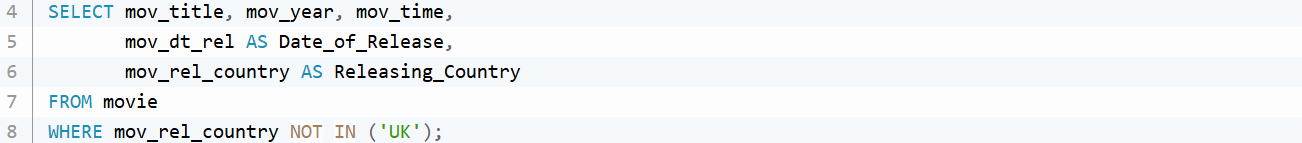 4 SELECT mov_title, mov_year, mov_time,
5 mov_dt_rel AS Date_of_Release,
6 mov_rel_country AS Releasing_Country
7 FROM movie
8 WHERE mov_rel_country NOT IN ('UK');